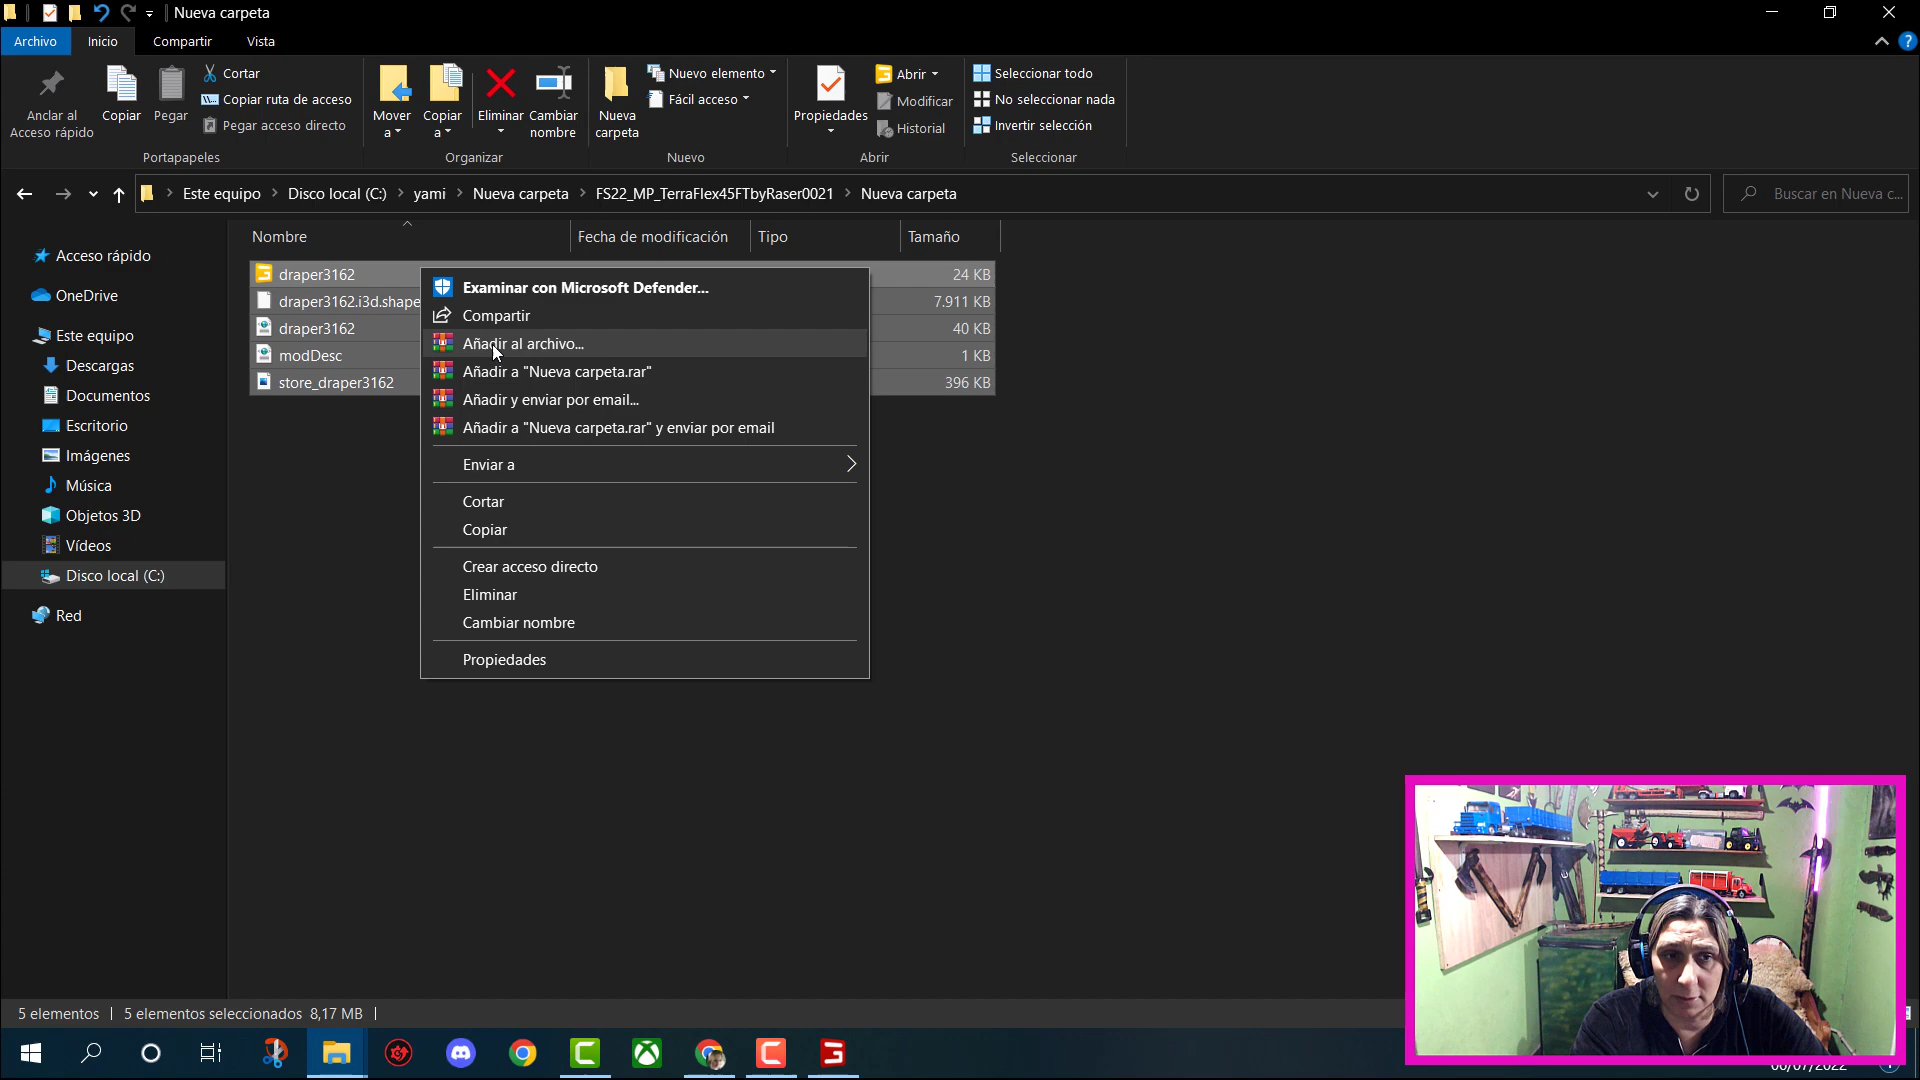 Nueva carpeta
Archivo
Inicio
Compartir
Vista
Anclar al
Acceso rápido
Copiar
Pegar
Cortar
Copiar ruta de acceso
Pegar acceso directo
Portapapeles
Mover
a
Copiar
a
Eliminar
Cambiar
nombre
Organizar
Nueva
carpeta
Nuevo elemento
Fácil acceso
Nuevo
Propiedades
Abrir
Modificar
Historial
Abrir
Seleccionar todo
No seleccionar nada
Invertir selección
Seleccionar
Este equipo
Disco local (C:)
yami
Nueva carpeta
FS22_MP_TerraFlex45FTbyRaser0021
Nueva carpeta
Buscar en Nueva c...
Nombre
Fecha de modificación
Tipo
Tamaño
Acceso rápido
OneDrive
Este equipo
Descargas
Documentos
Escritorio
Imágenes
Música
Objetos 3D
Vídeos
Disco local (C:)
Red
draper3162
24 KB
draper3162.i3d.shape
7.911 KB
draper3162
40 KB
modDesc
1 KB
store_draper3162
396 KB
Examinar con Microsoft Defender...
Compartir
Añadir al archivo...
Añadir a "Nueva carpeta.rar"
Añadir y enviar por email...
Añadir a "Nueva carpeta.rar" y enviar por email
Enviar a
Cortar
Copiar
Crear acceso directo
Eliminar
Cambiar nombre
Propiedades
5 elementos
5 elementos seleccionados 8,17 MB